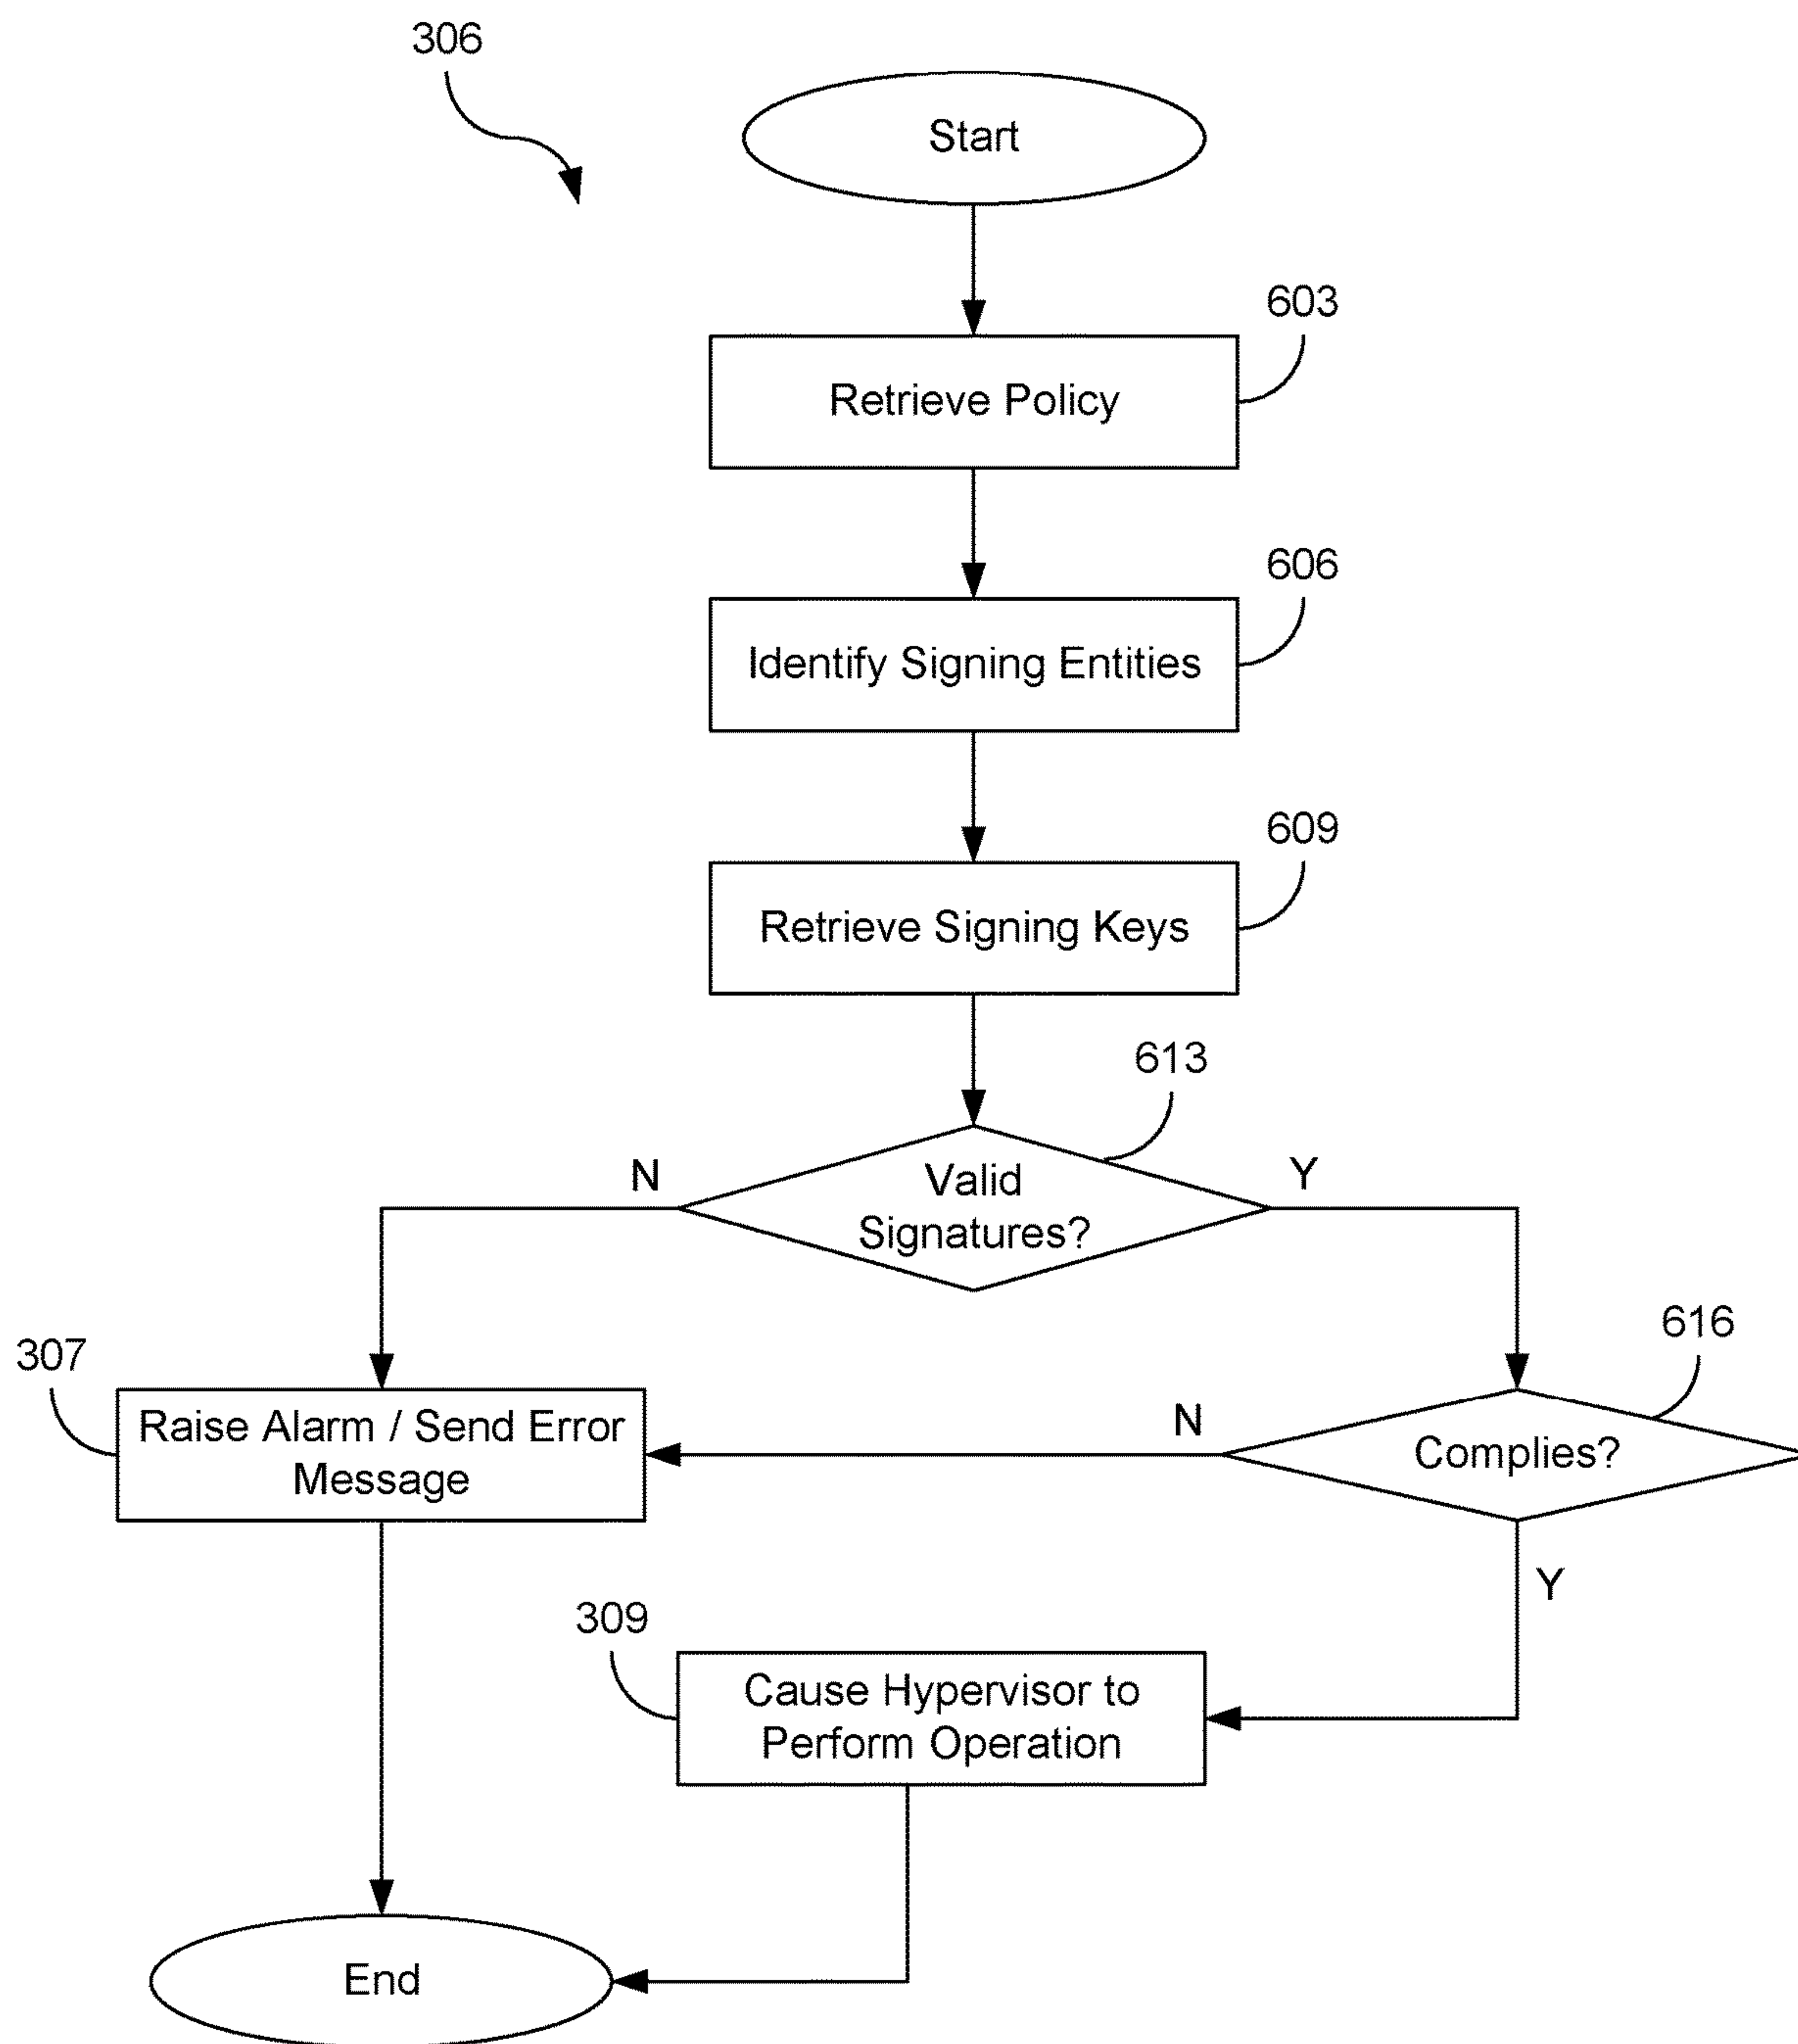 306
Start
603
Retrieve Policy
606
Identify Signing Entities
609
Retrieve Signing Keys
613
N
Valid
Signatures?
Y
307
Raise Alarm / Send Error
Message
616
N
Complies?
Y
309
Cause Hypervisor to
Perform Operation
End